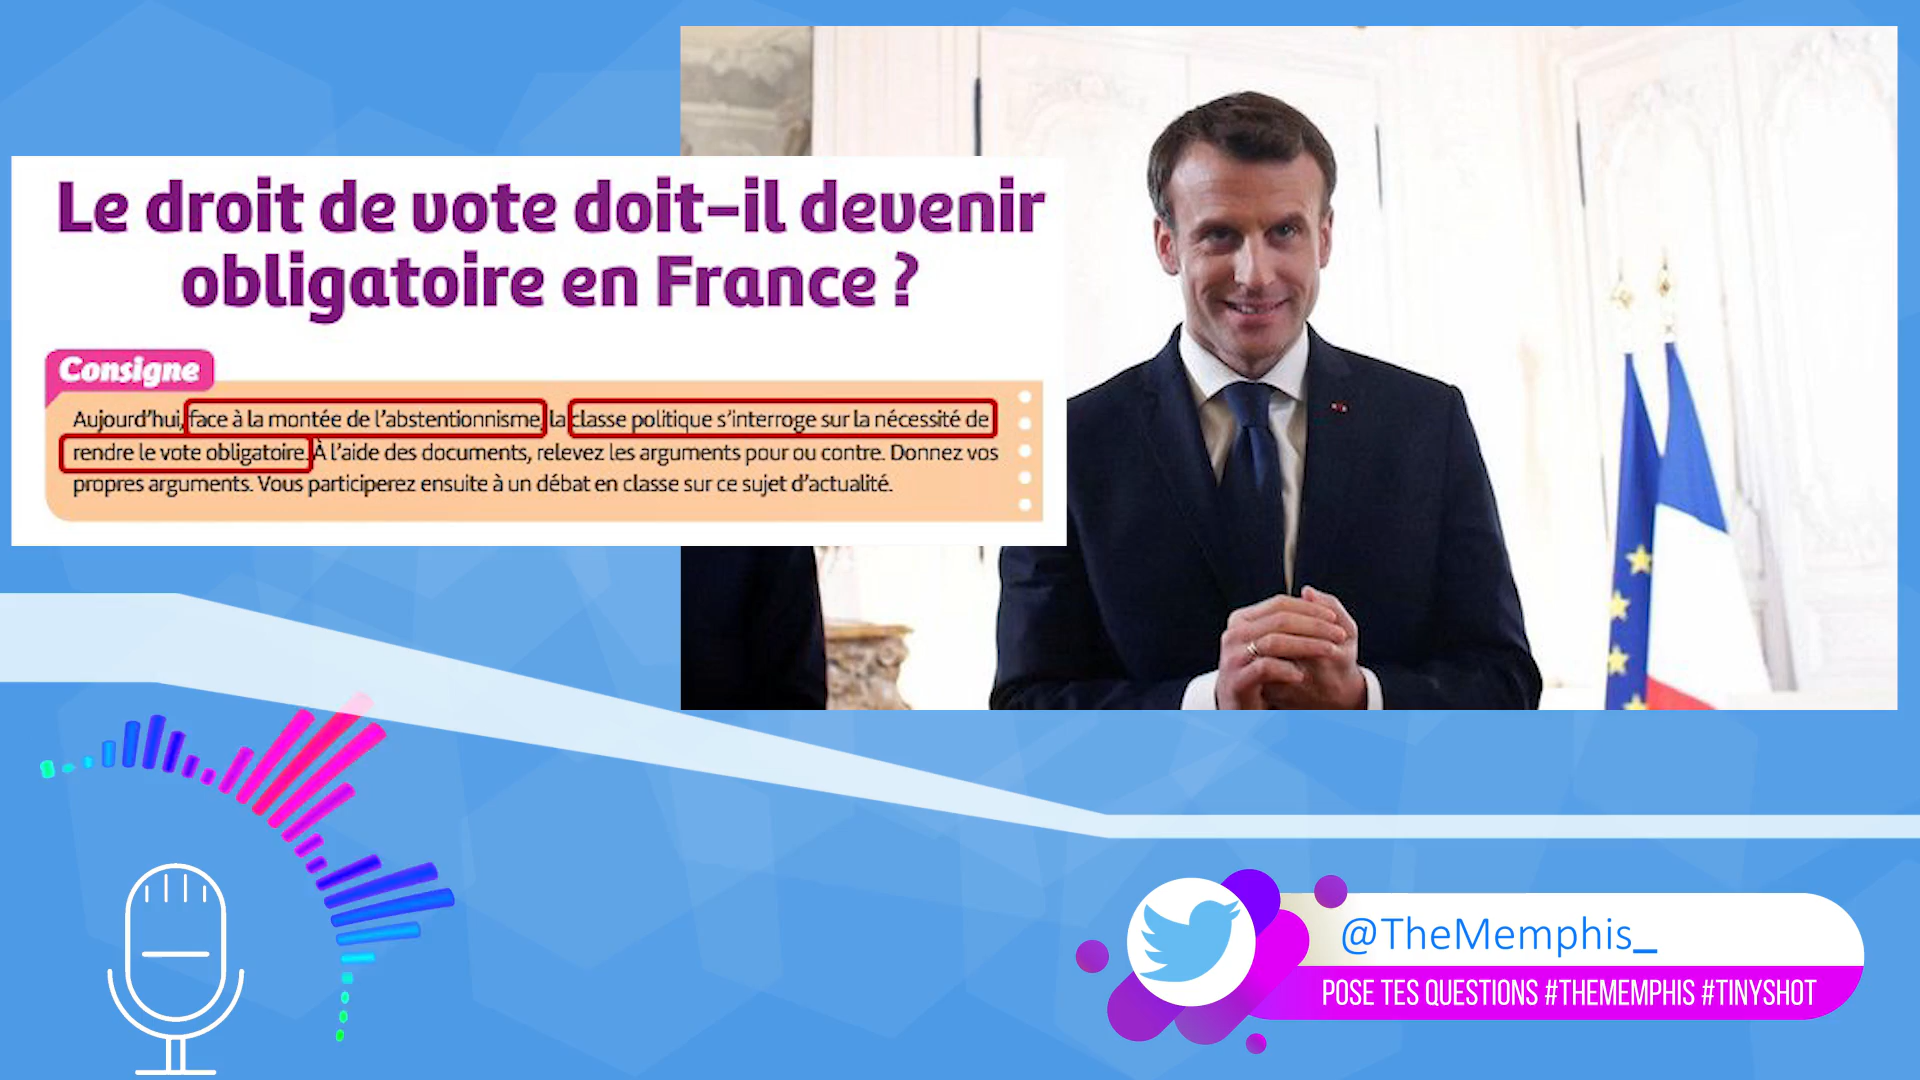 Le droit de vote doit-il devenir
obligatoire en France ?
Consigne
Aujourd'hui, face à la montée de l'abstentionnisme, la classe politique s'interroge sur la nécessité de
rendre le vote obligatoire. À l'aide des documents, relevez les arguments pour ou contre. Donnez vos
propres arguments. Vous participerez ensuite à un débat en classe sur ce sujet d'actualité.
@TheMemphis_
POSE TES QUESTIONS #THEMEMPHIS #TINYSHOT